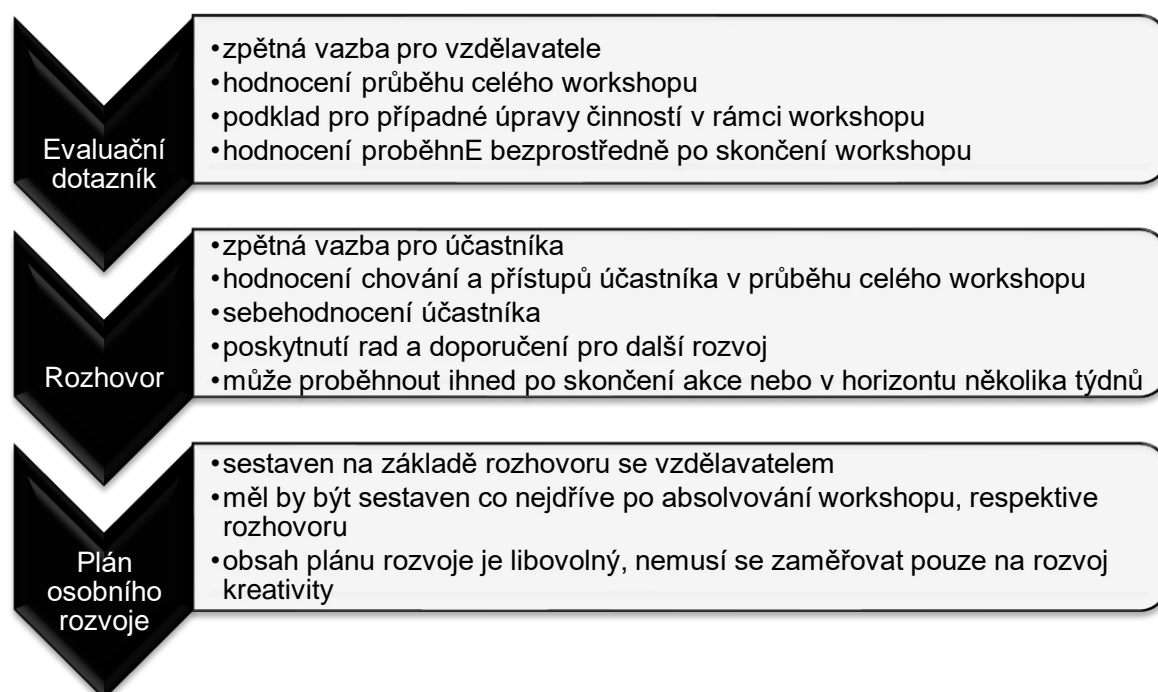 Evaluační
dotazník
•zpětná vazba pro vzdělavatele
•hodnocení průběhu celého workshopu
•podklad pro případné úpravy činností v rámci workshopu
•hodnocení proběhnE bezprostředně po skončení workshopu
Rozhovor
•zpětná vazba pro účastníka
•hodnocení chování a přístupů účastníka v průběhu celého workshopu
•sebehodnocení účastníka
•poskytnutí rad a doporučení pro další rozvoj
•může proběhnout ihned po skončení akce nebo v horizontu několika týdnů
Plán
osobního
rozvoje
•sestaven na základě rozhovoru se vzdělavatelem
•měl by být sestaven co nejdříve po absolvování workshopu, respektive
rozhovoru
•obsah plánu rozvoje je libovolný, nemusí se zaměřovat pouze na rozvoj
kreativity